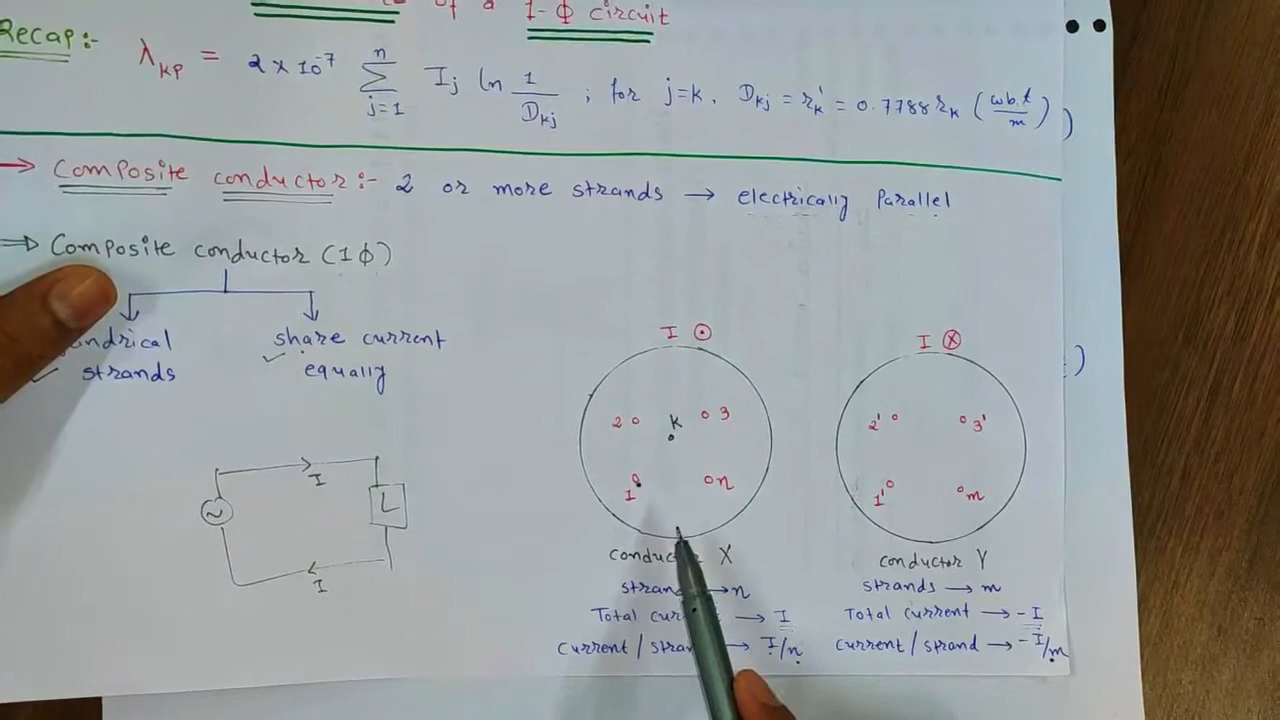 of a 1-Φ circuit
Recap:-
λkp = 2 × 10⁻⁷ Σ (j=1 to n) Ij ln 1/Dkj ; for j=k, Dkj = r'k = 0.7788 rk (wb.t/m)
→ Composite conductor:- 2 or more strands → electrically Parallel
⇒ Composite conductor (1Φ)
share current
strands equally
I ⊙
I ⊗
2 k 3
1 n
2' 3'
1' m
~ I L
I
X
conductor Y
→ n
strands → m
Total → I
Total current → -I
current / → I/n
current / strand → -I/m